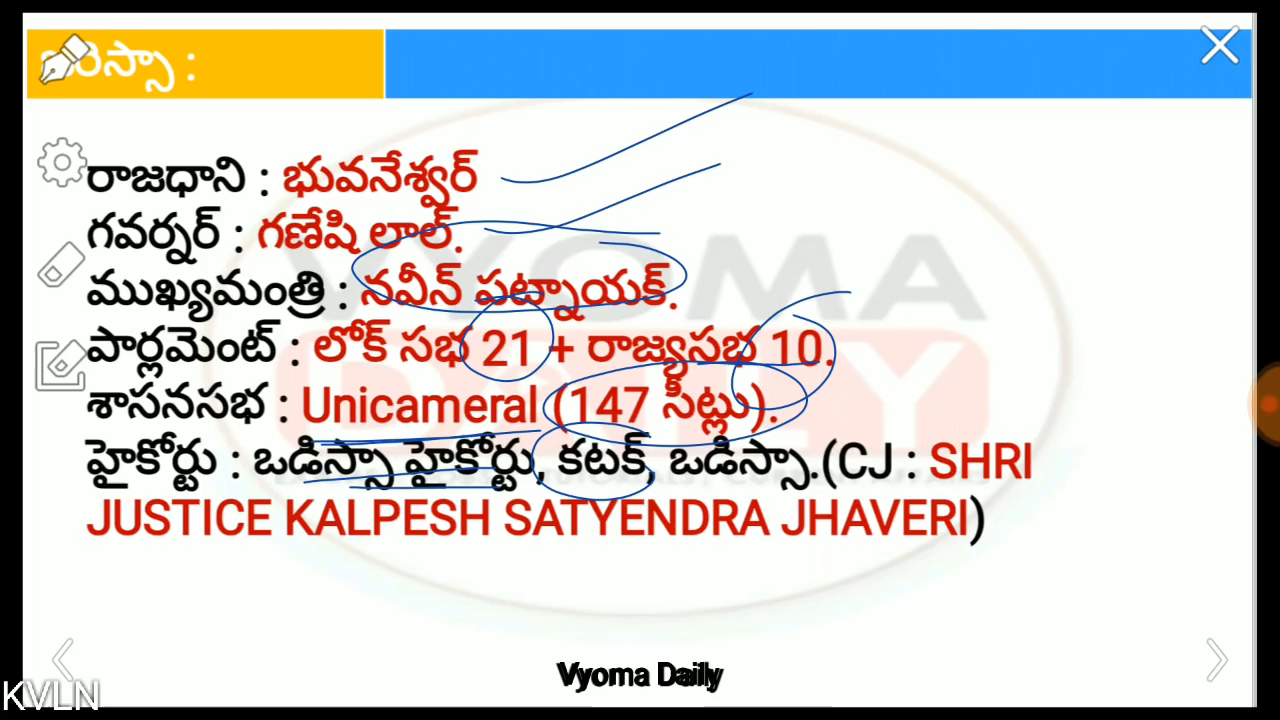 రాజధాని : భువనేశ్వర్
గవర్నర్ : గణేషి లాల్.
ముఖ్యమంత్రి : నవీన్ పట్నాయక్.
పార్లమెంట్ : లోక్ సభ 21 + రాజ్యసభ 10.
శాసనసభ : Unicameral (147 సీట్లు).
హైకోర్టు : ఒడిస్సా హైకోర్టు, కటక్, ఒడిస్సా.(CJ : SHRI
JUSTICE KALPESH SATYENDRA JHAVERI)
VYOMA
Vyoma Daily
KVLN